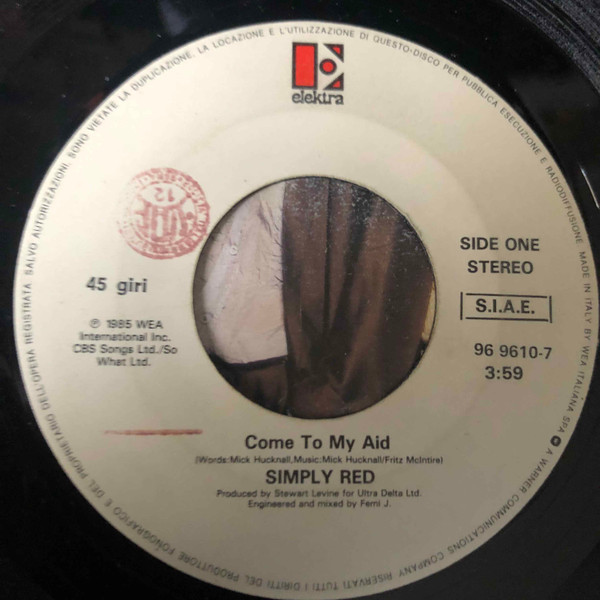 elektra
SIDE ONE
STEREO
S.I.A.E.
96 9610-7
3:59
45 giri
℗ 1985 WEA
International Inc.
CBS Songs Ltd./So
What Ltd.
Come To My Aid
(Words:Mick Hucknall,Music:Mick Hucknall/Fritz McIntire)
SIMPLY RED
Produced by Stewart Levine for Ultra Delta Ltd.
Engineered and mixed by Femi J.
MADE IN ITALY BY WEA ITALIANA SPA - A WARNER COMMUNICATIONS COMPANY RISERVATI TUTTI I DIRITTI DEL PRODUTTORE FONOGRAFICO E DEL PROPRIETARIO DELL'OPERA REGISTRATA. SALVO AUTORIZZAZIONI, SONO VIETATE LA DUPLICAZIONE, LA LOCAZIONE E L'UTILIZZAZIONE DI QUESTO DISCO PER PUBBLICA ESECUZIONE E RADIODIFFUSIONE.